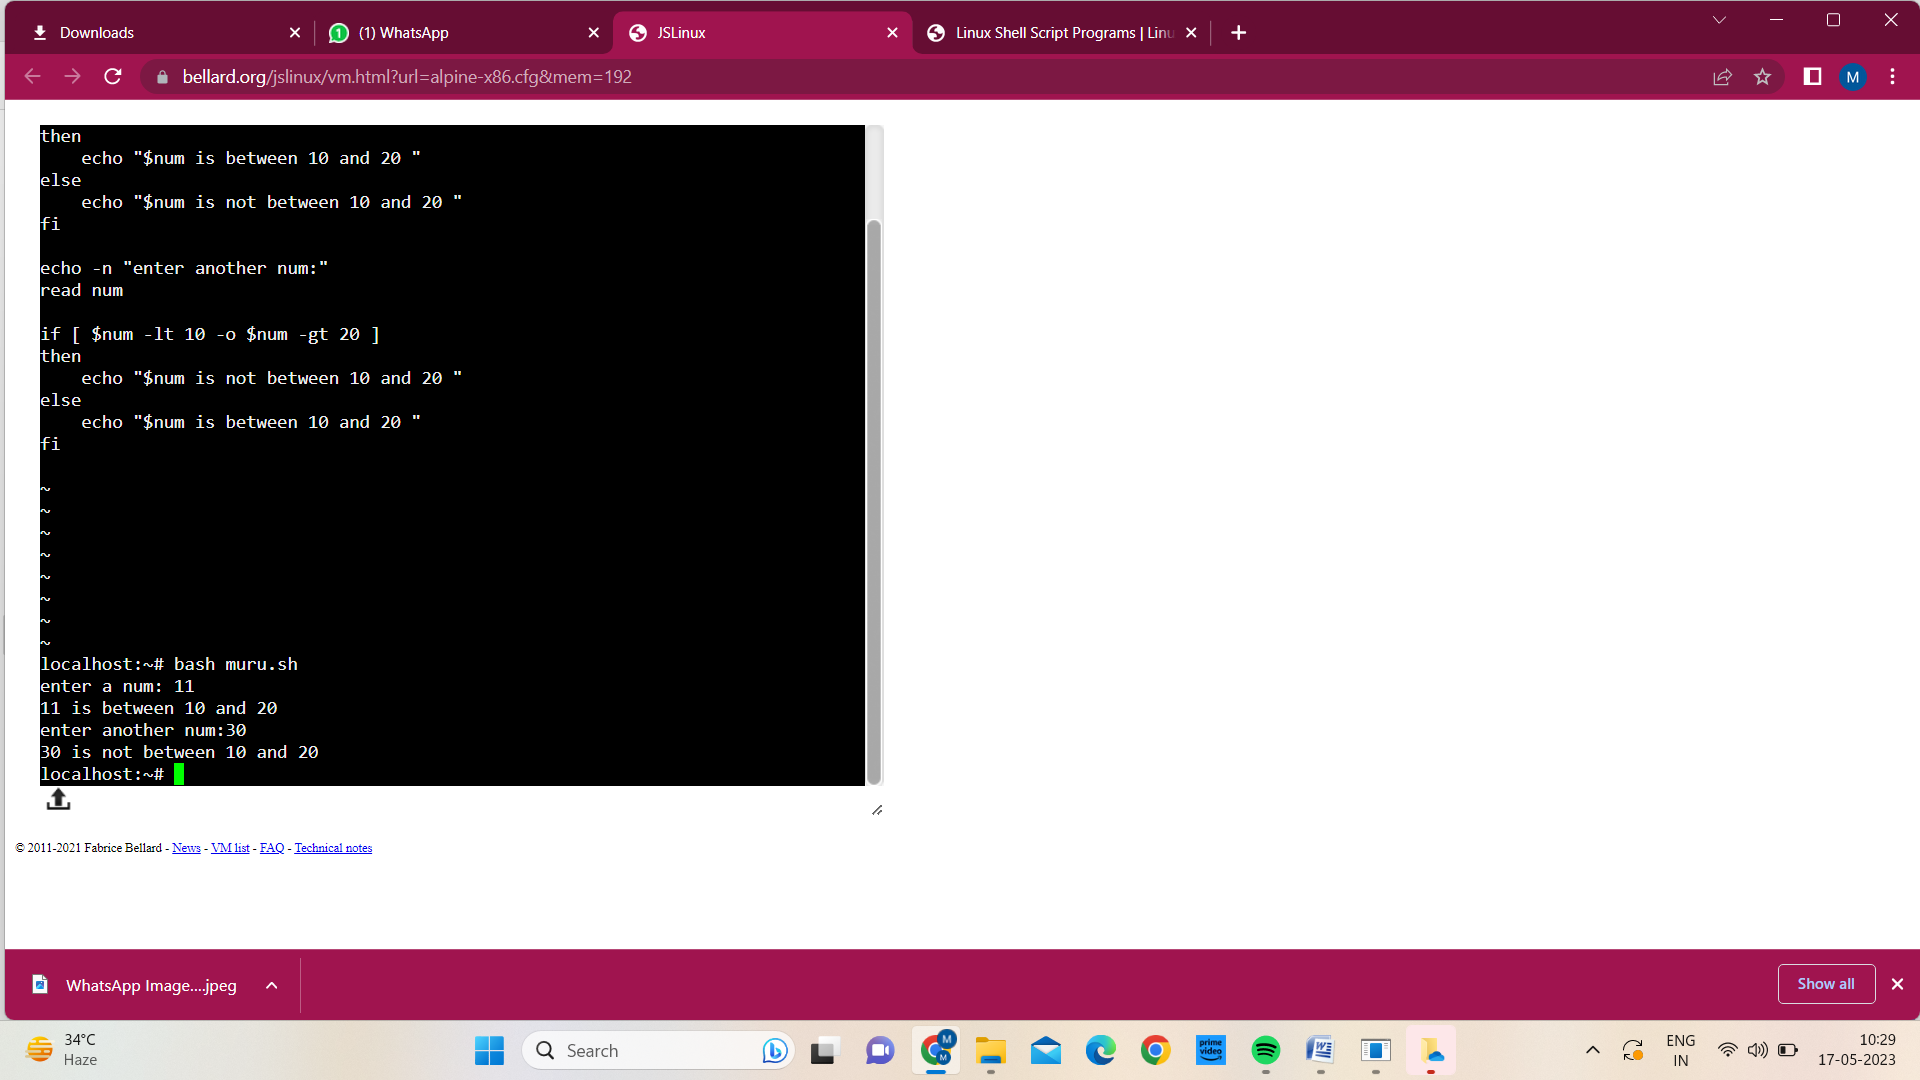 Downloads
(1) WhatsApp
JSLinux
Linux Shell Script Programs | Linu
bellard.org/jslinux/vm.html?url=alpine-x86.cfg&mem=192
M
then
    echo "$num is between 10 and 20 "
else
    echo "$num is not between 10 and 20 "
fi
echo -n "enter another num:"
read num
if [ $num -lt 10 -o $num -gt 20 ]
then
    echo "$num is not between 10 and 20 "
else
    echo "$num is between 10 and 20 "
fi
~
~
~
~
~
~
~
~
localhost:~# bash muru.sh
enter a num: 11
11 is between 10 and 20
enter another num:30
30 is not between 10 and 20
localhost:~#
© 2011-2021 Fabrice Bellard - News - VM list - FAQ - Technical notes
WhatsApp Image....jpeg
Show all
34°C
Haze
Search
M
M
prime
video
W
ENG
IN
10:29
17-05-2023